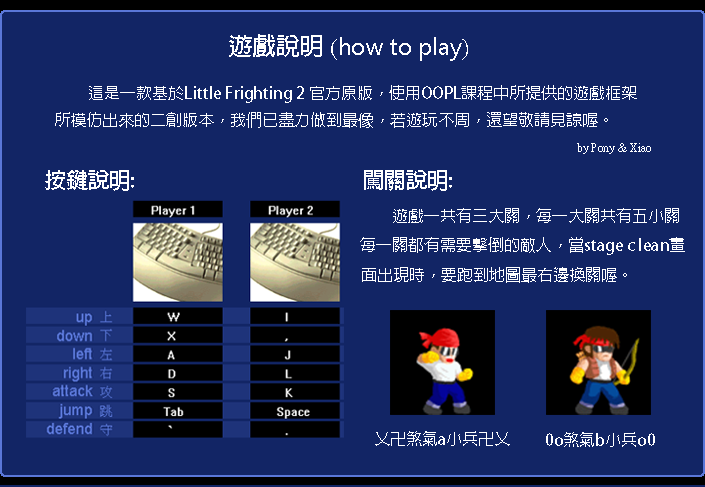 遊戲說明 (how to play)
這是一款基於Little Frighting 2 官方原版，使用OOPL課程中所提供的遊戲框架
所模仿出來的二創版本，我們已盡力做到最像，若遊玩不周，還望敬請見諒喔。
by Pony & Xiao
按鍵說明:
Player 1 Player 2
up 上 W I
down 下 X ,
left 左 A J
right 右 D L
attack 攻 S K
jump 跳 Tab Space
defend 守 ` .
闖關說明:
遊戲一共有三大關，每一大關共有五小關
每一關都有需要擊倒的敵人，當stage clean畫
面出現時，要跑到地圖最右邊換關喔。
乂卍煞氣a小兵卍乂
0o煞氣b小兵o0